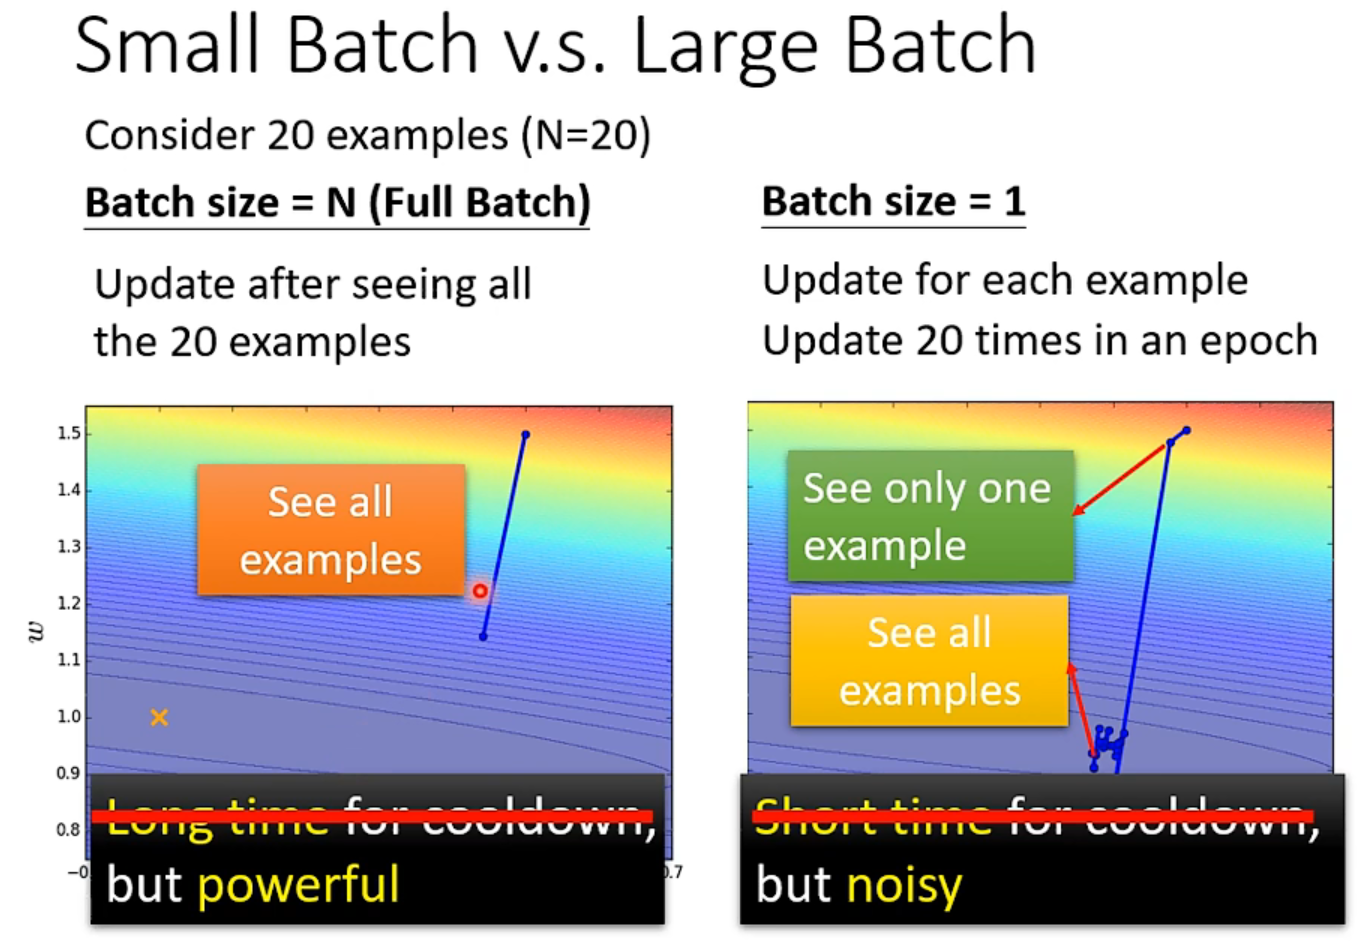 Small Batch v.s. Large Batch
Consider 20 examples (N=20)
Batch size = N (Full Batch)
Update after seeing all
the 20 examples
Batch size = 1
Update for each example
Update 20 times in an epoch
1.5
1.4
1.3
1.2
1.1
1.0
0.9
0.8
w
−0.
0.7
See all
examples
Long time for cooldown,
but powerful
See only one
example
See all
examples
Short time for cooldown,
but noisy